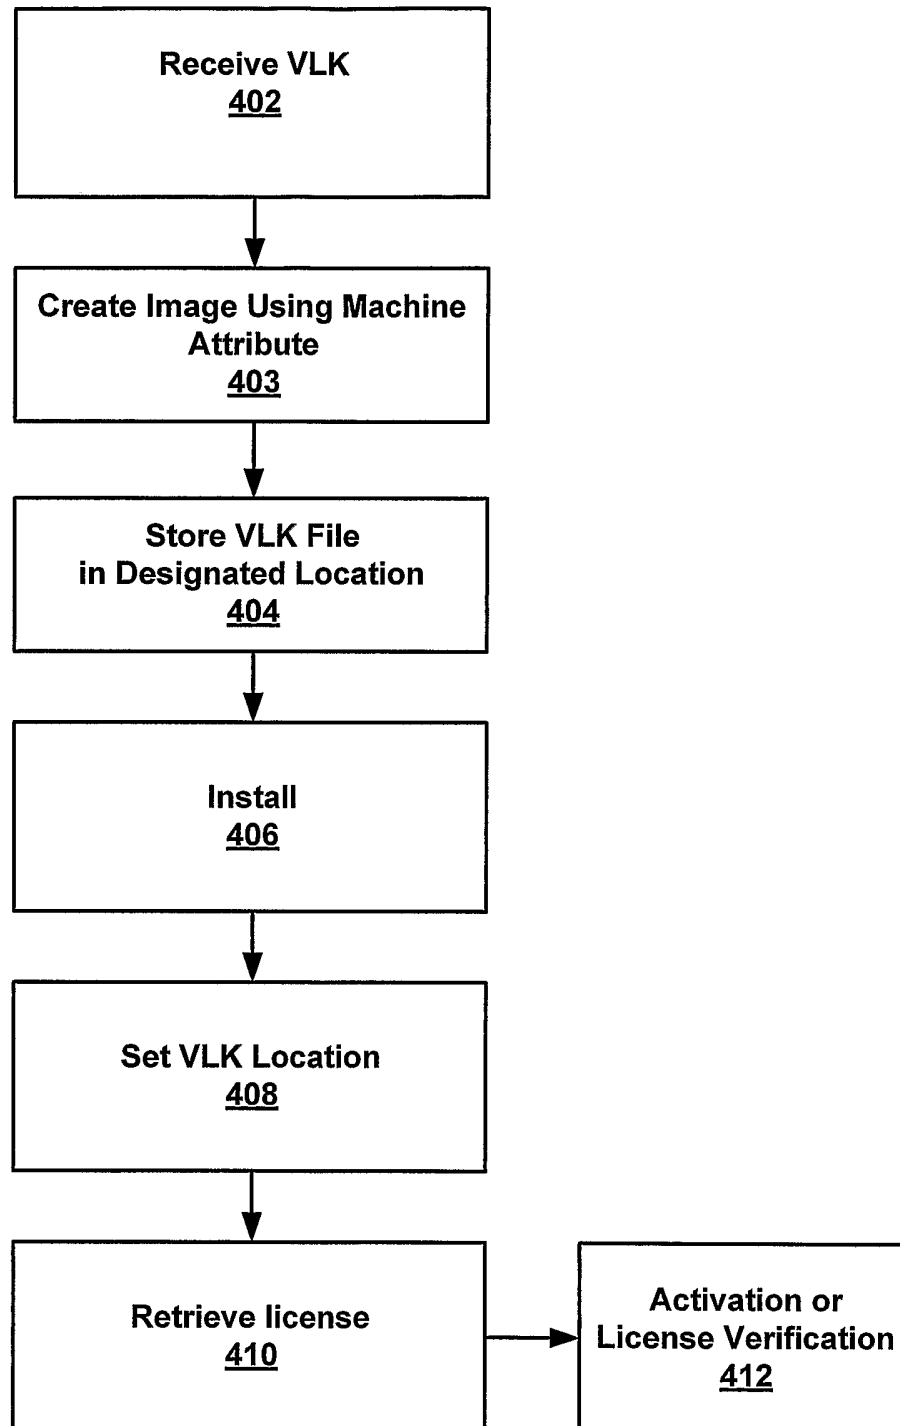 Receive VLK
402
Create Image Using Machine
Attribute
403
Store VLK File
in Designated Location
404
Install
406
Set VLK Location
408
Retrieve license
410
Activation or
License Verification
412